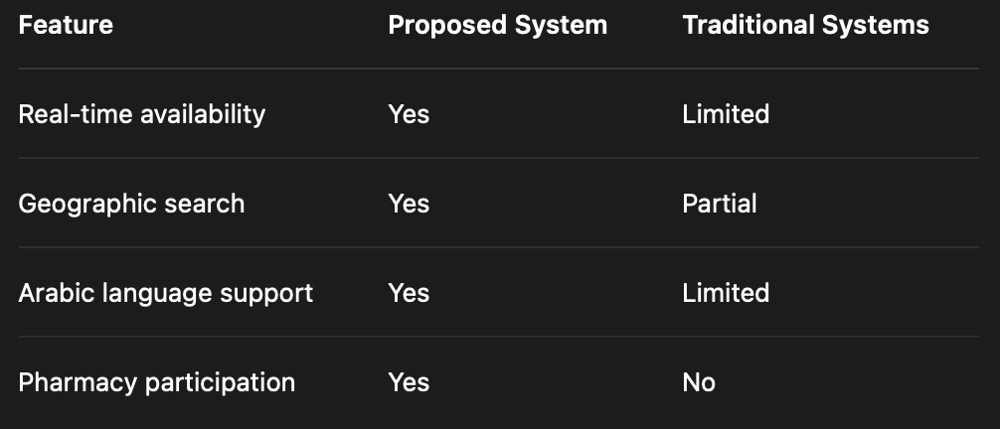 Feature Proposed System Traditional Systems
Real-time availability Yes Limited
Geographic search Yes Partial
Arabic language support Yes Limited
Pharmacy participation Yes No